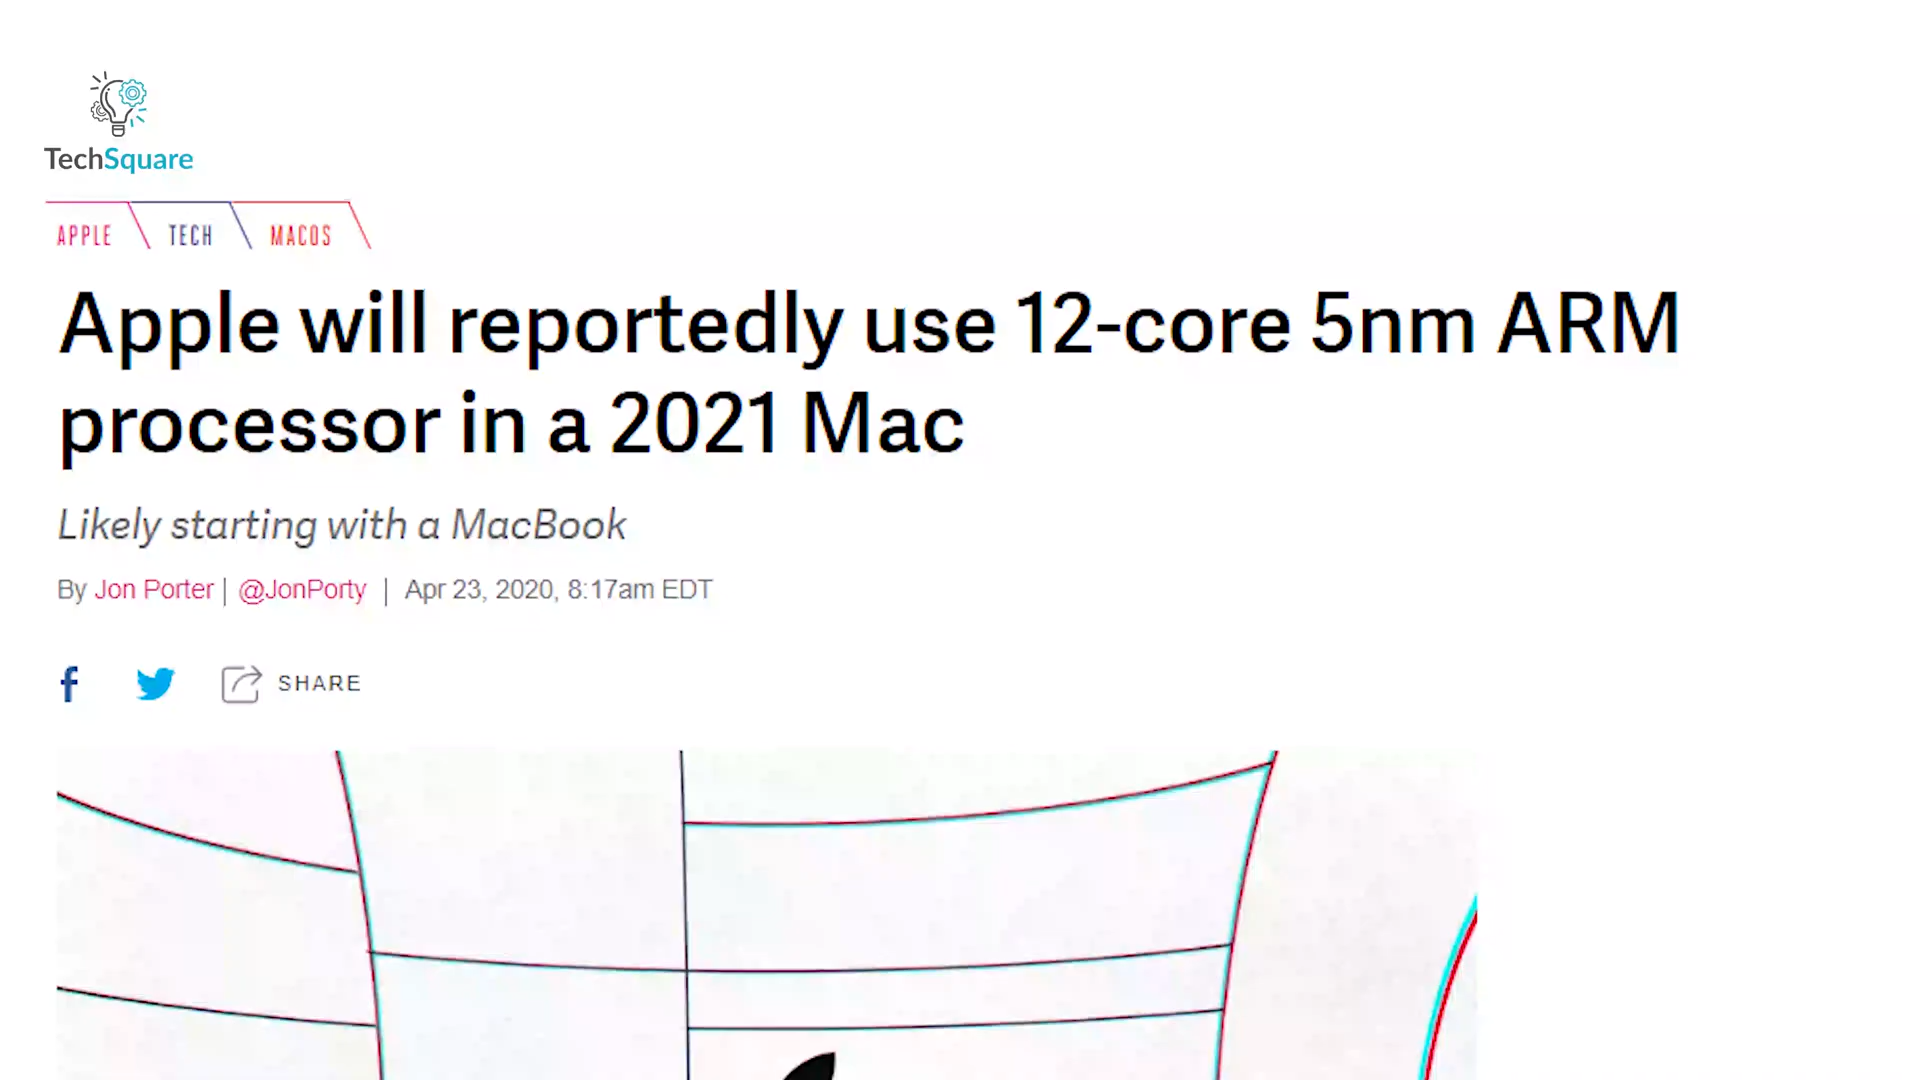 TechSquare
APPLE TECH MACOS
Apple will reportedly use 12-core 5nm ARM
processor in a 2021 Mac
Likely starting with a MacBook
By Jon Porter | @JonPorty | Apr 23, 2020, 8:17am EDT
SHARE